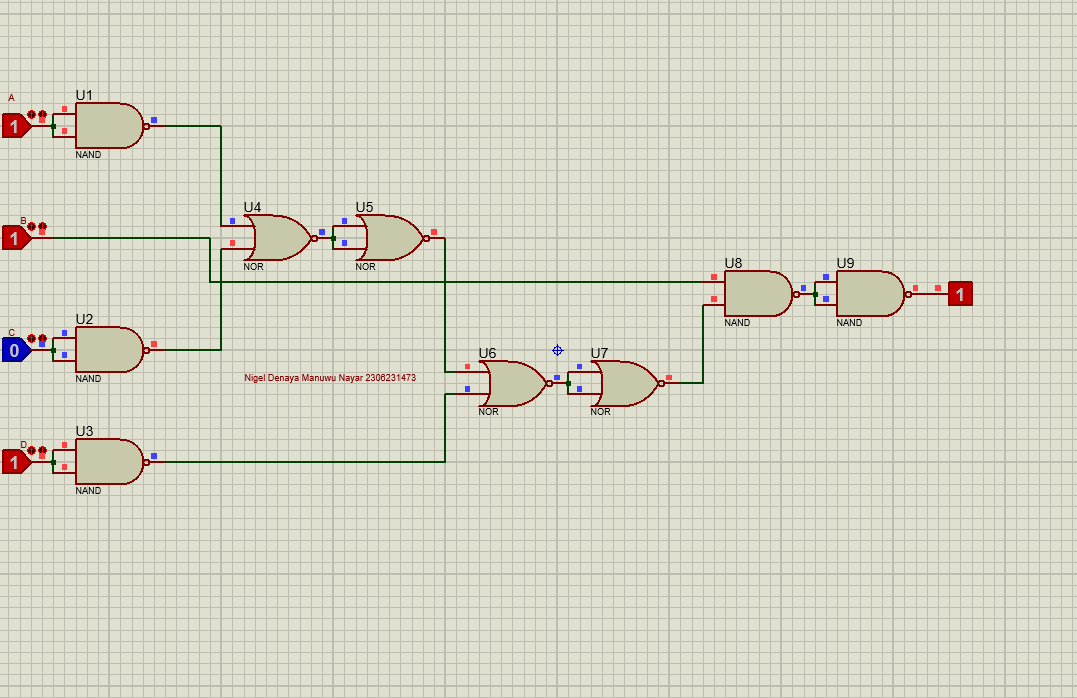 A
1
U1
NAND
B
1
U4
NOR
U5
NOR
U8
NAND
U9
NAND
1
C
0
U2
NAND
U6
NOR
U7
NOR
Nigel Denaya Manuwu Nayar 2306231473
D
1
U3
NAND